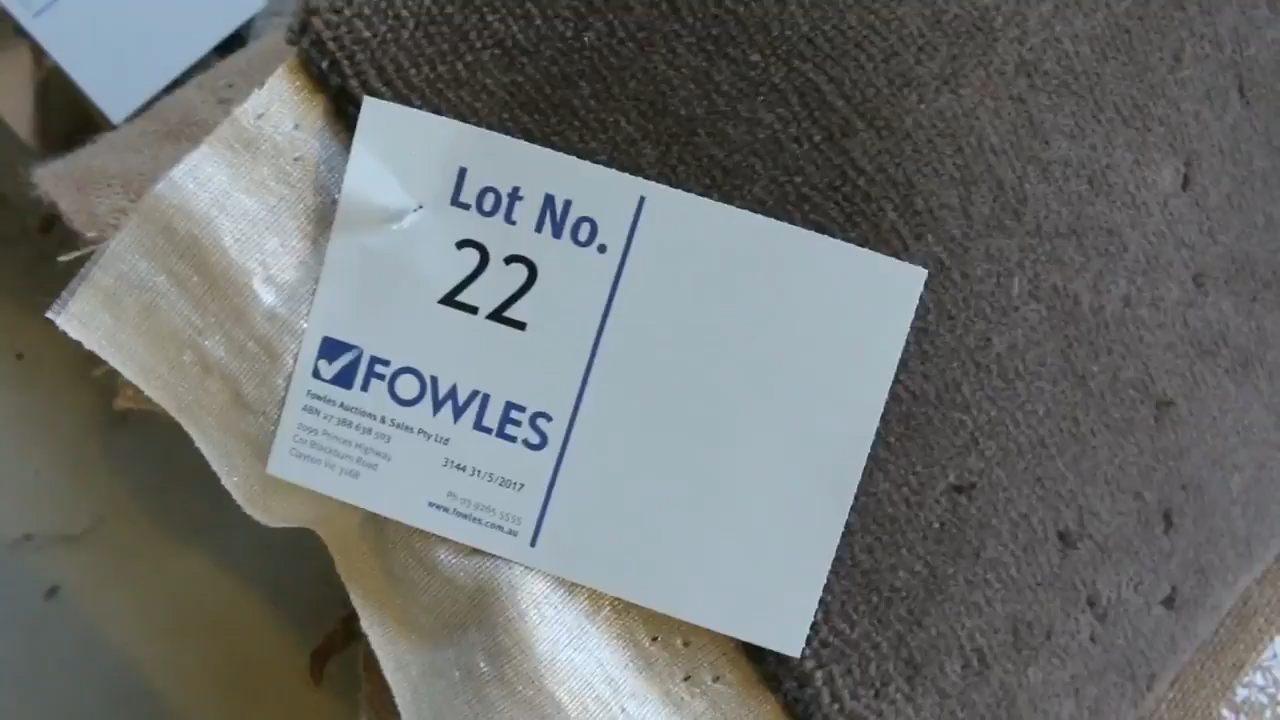 Lot No.
22
FOWLES
Fowles Auctions & Sales Pty Ltd
ABN 27 388 638 503
2099 Princes Highway
Cnr Blackburn Road
Clayton Vic 3168
3144 31/5/2017
Ph 03 9265 5555
www.fowles.com.au